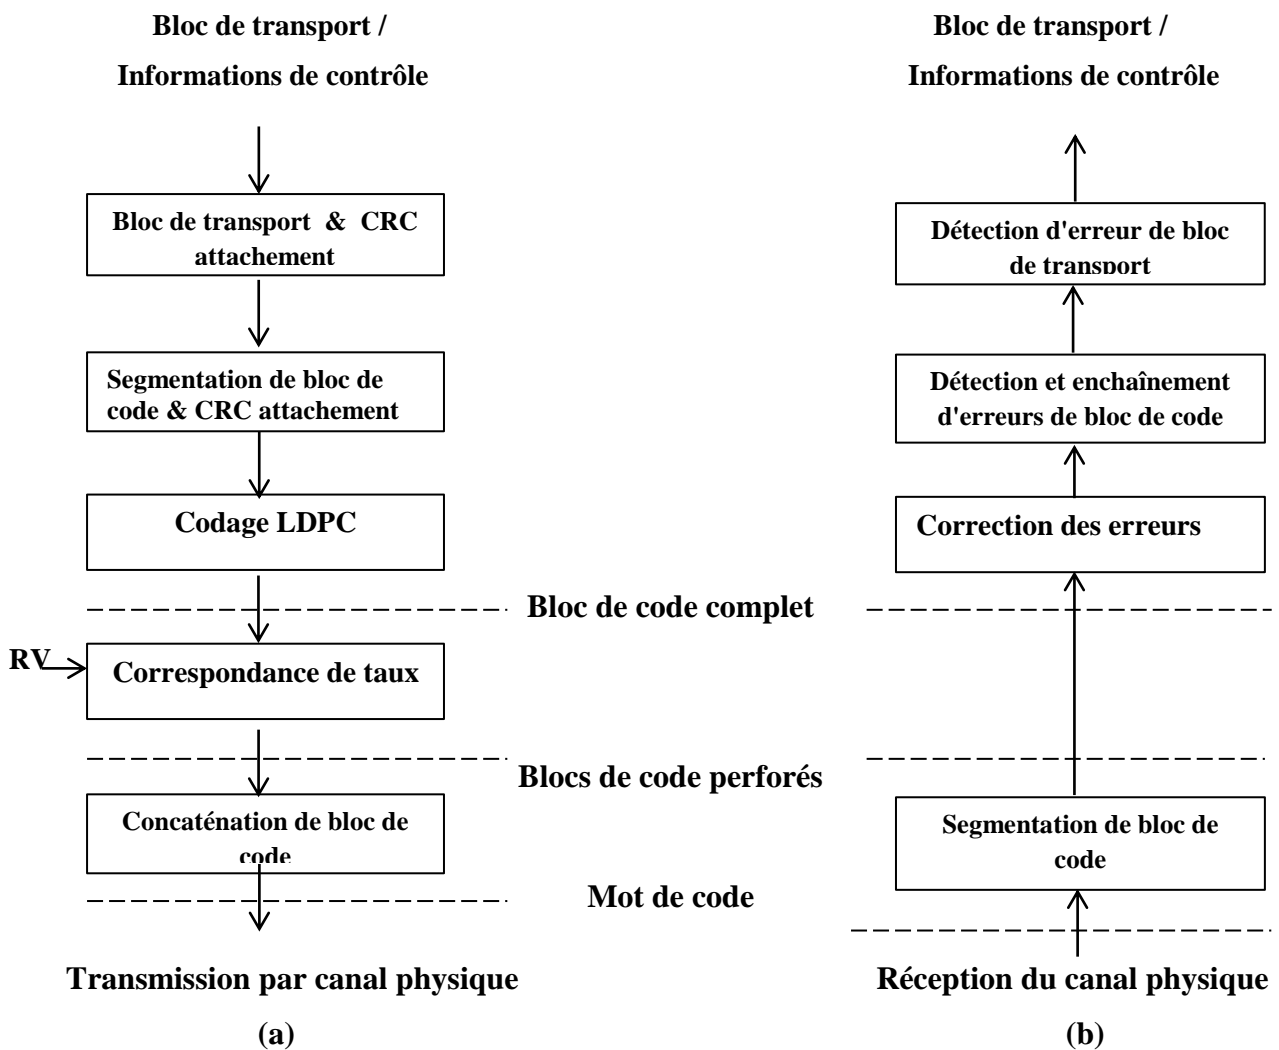 Bloc de transport /
Informations de contrôle
Bloc de transport & CRC
attachement
Segmentation de bloc de
code & CRC attachement
Codage LDPC
Bloc de code complet
RV
Correspondance de taux
Blocs de code perforés
Concaténation de bloc de
code
Mot de code
Transmission par canal physique
(a)
Bloc de transport /
Informations de contrôle
Détection d'erreur de bloc
de transport
Détection et enchaînement
d'erreurs de bloc de code
Correction des erreurs
Segmentation de bloc de
code
Réception du canal physique
(b)